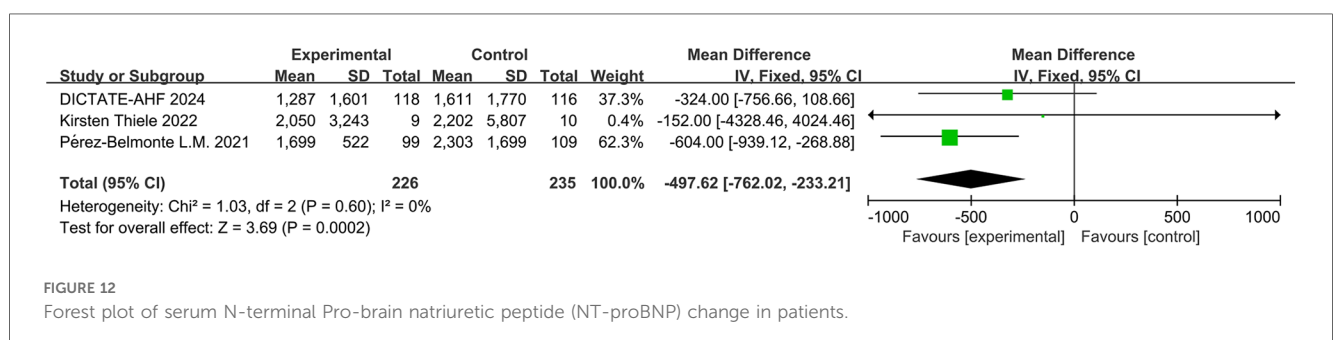 Experimental Control Mean Difference Mean Difference
Study or Subgroup Mean SD Total Mean SD Total Weight IV, Fixed, 95% CI IV, Fixed, 95% CI
DICTATE-AHF 2024 1,287 1,601 118 1,611 1,770 116 37.3% -324.00 [-756.66, 108.66]
Kirsten Thiele 2022 2,050 3,243 9 2,202 5,807 10 0.4% -152.00 [-4328.46, 4024.46]
Pérez-Belmonte L.M. 2021 1,699 522 99 2,303 1,699 109 62.3% -604.00 [-939.12, -268.88]
Total (95% CI) 226 235 100.0% -497.62 [-762.02, -233.21]
Heterogeneity: Chi² = 1.03, df = 2 (P = 0.60); I² = 0%
Test for overall effect: Z = 3.69 (P = 0.0002)
-1000 -500 0 500 1000
Favours [experimental] Favours [control]
FIGURE 12
Forest plot of serum N-terminal Pro-brain natriuretic peptide (NT-proBNP) change in patients.